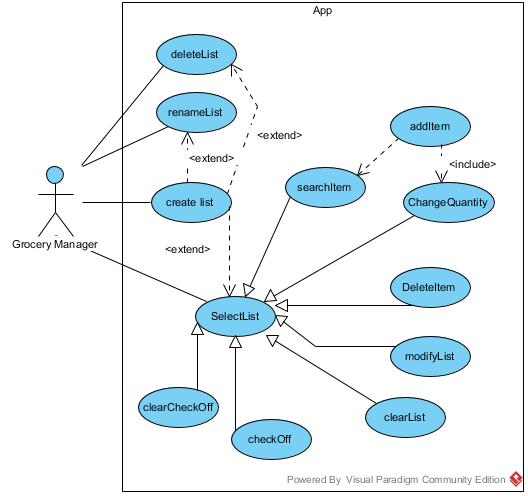 App
deleteList
renameList
<extend>
addItem
<extend>
<include>
searchItem
create list
ChangeQuantity
Grocery Manager
<extend>
DeleteItem
SelectList
modifyList
clearCheckOff
clearList
checkOff
Powered By Visual Paradigm Community Edition